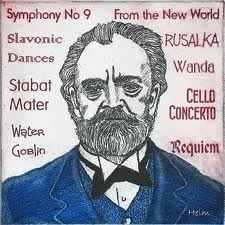 Symphony No 9 From the New World
Slavonic
Dances
Stabat
Mater
Water
Goblin
RUSALKA
Wanda
CELLO
CONCERTO
Requiem
Heim